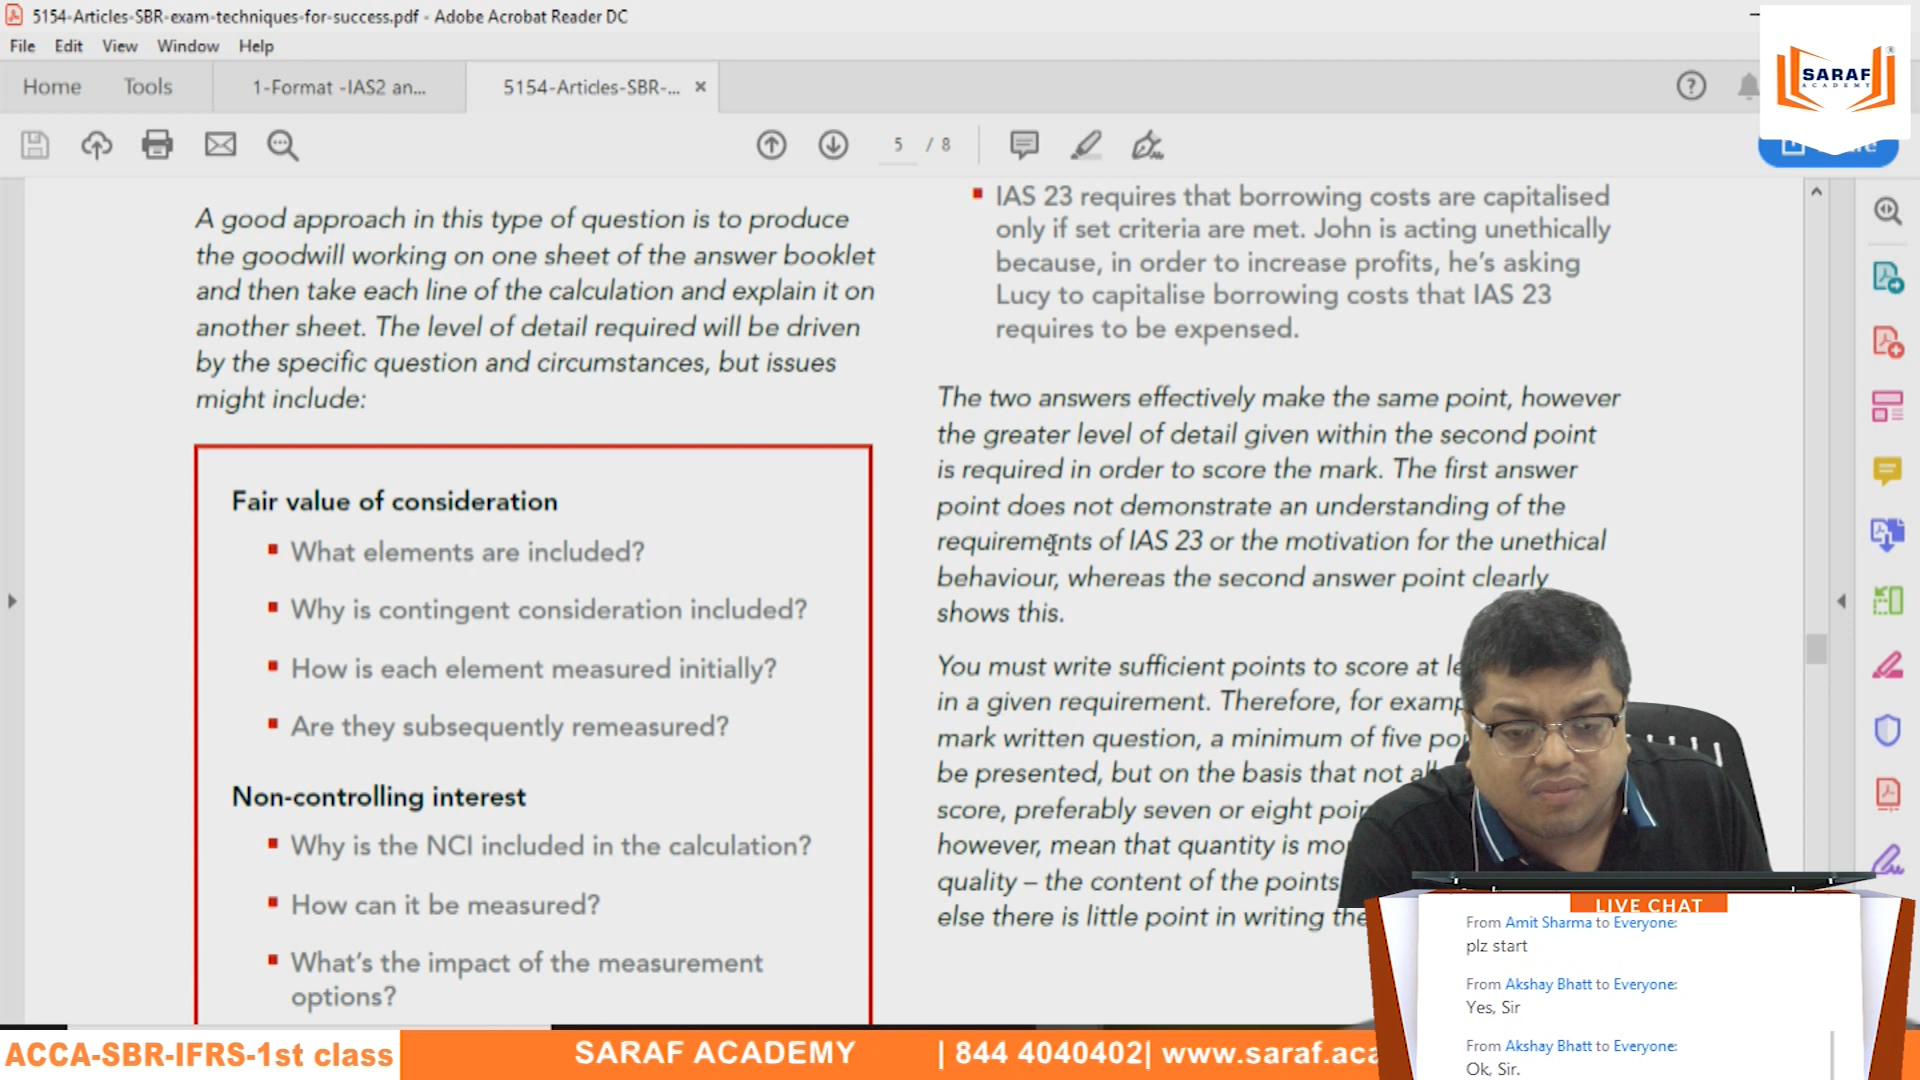 5154-Articles-SBR-exam-techniques-for-success.pdf - Adobe Acrobat Reader DC
File Edit View Window Help
Home Tools 1-Format -IAS2 an... 5154-Articles-SBR-... ×
5 / 8
SARAF
ACADEMY
A good approach in this type of question is to produce
the goodwill working on one sheet of the answer booklet
and then take each line of the calculation and explain it on
another sheet. The level of detail required will be driven
by the specific question and circumstances, but issues
might include:
Fair value of consideration
What elements are included?
Why is contingent consideration included?
How is each element measured initially?
Are they subsequently remeasured?
Non-controlling interest
Why is the NCI included in the calculation?
How can it be measured?
What's the impact of the measurement
options?
IAS 23 requires that borrowing costs are capitalised
only if set criteria are met. John is acting unethically
because, in order to increase profits, he's asking
Lucy to capitalise borrowing costs that IAS 23
requires to be expensed.
The two answers effectively make the same point, however
the greater level of detail given within the second point
is required in order to score the mark. The first answer
point does not demonstrate an understanding of the
requirements of IAS 23 or the motivation for the unethical
behaviour, whereas the second answer point clearly
shows this.
You must write sufficient points to score at
in a given requirement. Therefore, for
mark written question, a minimum of five
be presented, but on the basis that not
score, preferably seven or eight
however, mean that quantity is
quality – the content of the points
else there is little point in writing
LIVE CHAT
From Amit Sharma to Everyone:
plz start
From Akshay Bhatt to Everyone:
Yes, Sir
From Akshay Bhatt to Everyone:
Ok, Sir.
ACCA-SBR-IFRS-1st class SARAF ACADEMY | 844 4040402| www.saraf.aca